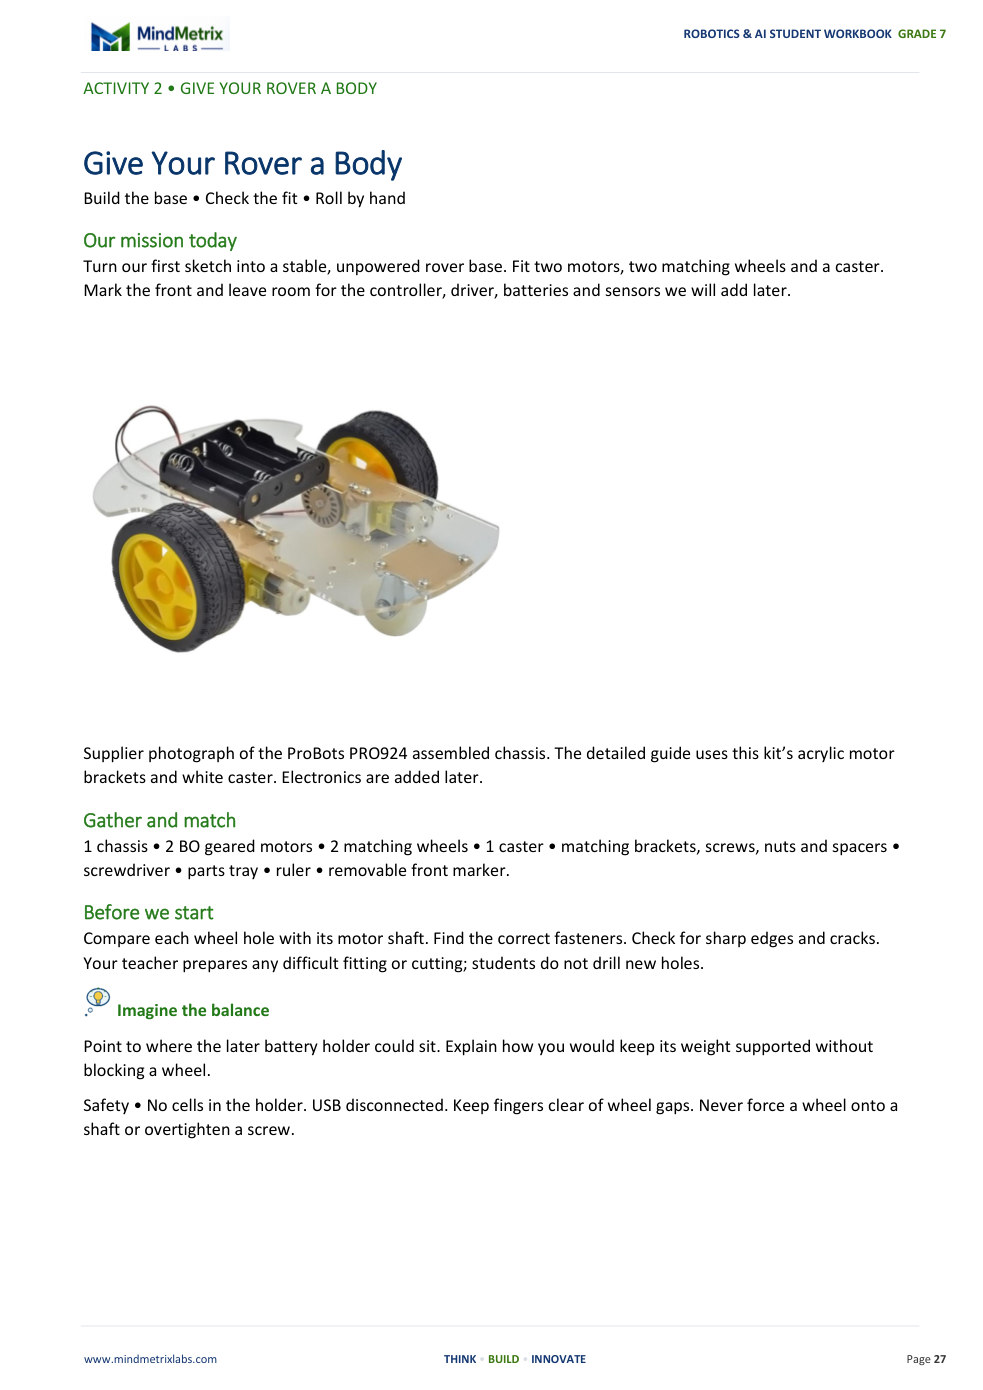 MindMetrix
LABS
ROBOTICS & AI STUDENT WORKBOOK GRADE 7
ACTIVITY 2 • GIVE YOUR ROVER A BODY
Give Your Rover a Body
Build the base • Check the fit • Roll by hand
Our mission today
Turn our first sketch into a stable, unpowered rover base. Fit two motors, two matching wheels and a caster.
Mark the front and leave room for the controller, driver, batteries and sensors we will add later.
Supplier photograph of the ProBots PRO924 assembled chassis. The detailed guide uses this kit’s acrylic motor
brackets and white caster. Electronics are added later.
Gather and match
1 chassis • 2 BO geared motors • 2 matching wheels • 1 caster • matching brackets, screws, nuts and spacers •
screwdriver • parts tray • ruler • removable front marker.
Before we start
Compare each wheel hole with its motor shaft. Find the correct fasteners. Check for sharp edges and cracks.
Your teacher prepares any difficult fitting or cutting; students do not drill new holes.
Imagine the balance
Point to where the later battery holder could sit. Explain how you would keep its weight supported without
blocking a wheel.
Safety • No cells in the holder. USB disconnected. Keep fingers clear of wheel gaps. Never force a wheel onto a
shaft or overtighten a screw.
www.mindmetrixlabs.com
THINK • BUILD • INNOVATE
Page 27